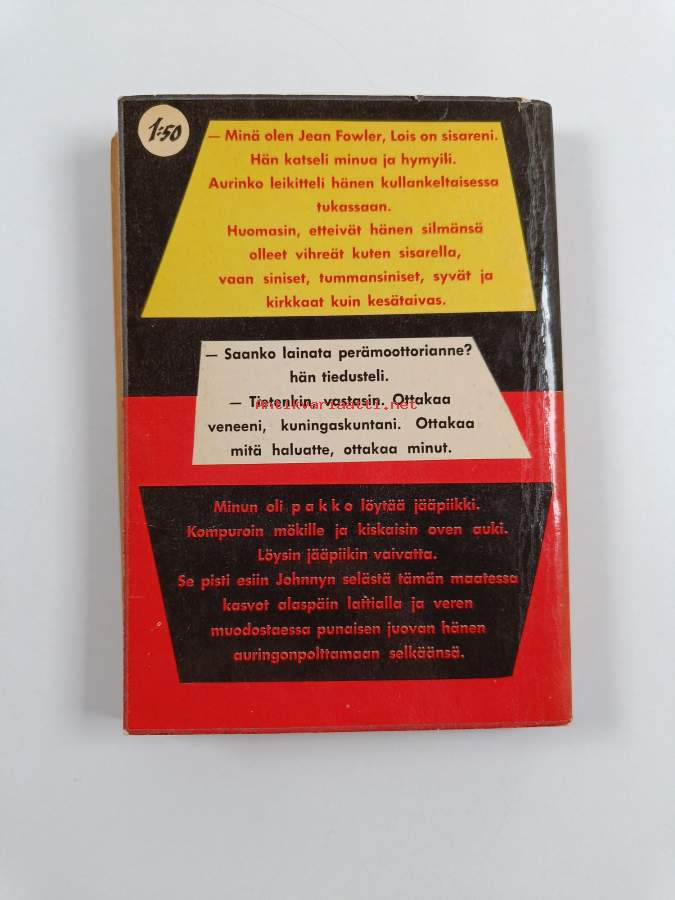 1:50
— Minä olen Jean Fowler, Lois on sisareni.
Hän katseli minua ja hymyili.
Aurinko leikitteli hänen kullankeltaisessa
tukassaan.
Huomasin, etteivät hänen silmänsä
olleet vihreät kuten sisarella,
vaan siniset, tummansiniset, syvät ja
kirkkaat kuin kesätaivas.
— Saanko lainata perämoottorianne?
hän tiedusteli.
— Tietenkin, vastasin. Ottakaa
antikvariaatti.net
veneeni, kuningaskuntani. Ottakaa
mitä haluatte, ottakaa minut.
Minun oli pakko löytää jääpiikki.
Kompuroin mökille ja kiskaisin oven auki.
Löysin jääpiikin vaivatta.
Se pisti esiin Johnnyn selästä tämän maatessa
kasvot alaspäin lattialla ja veren
muodostaessa punaisen juovan hänen
auringonpolttamaan selkäänsä.